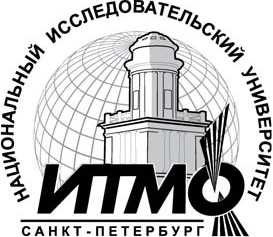 НАЦИОНАЛЬНЫЙ ИССЛЕДОВАТЕЛЬСКИЙ УНИВЕРСИТЕТ
ИТМО
САНКТ-ПЕТЕРБУРГ